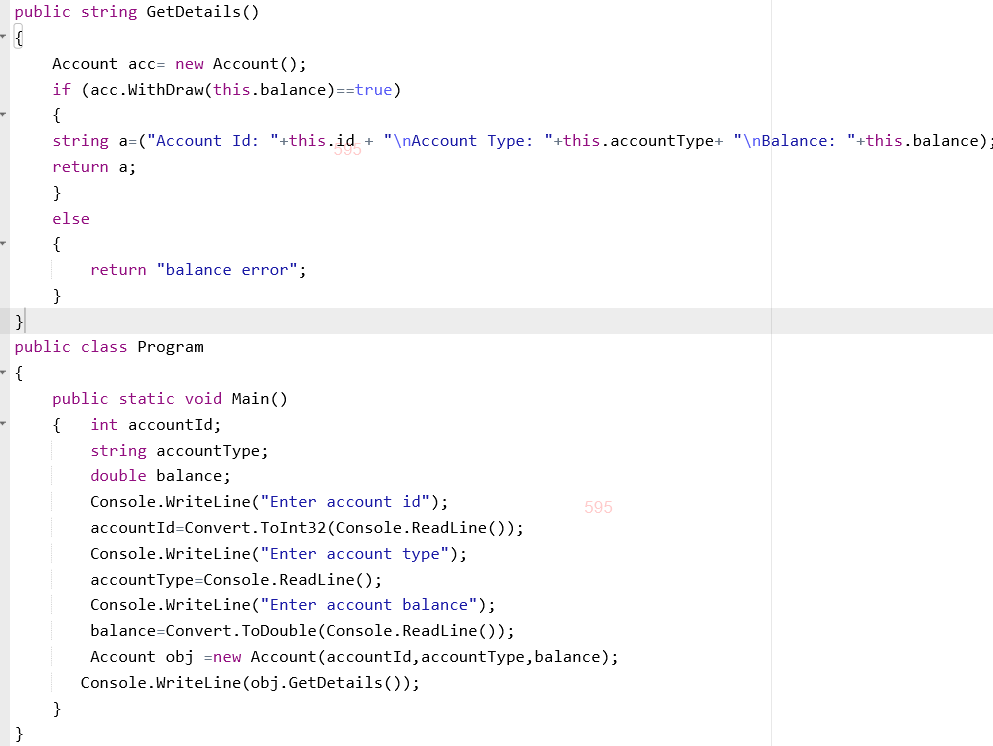 public string GetDetails()
{
    Account acc= new Account();
    if (acc.WithDraw(this.balance)==true)
    {
    string a=("Account Id: "+this.id + "\nAccount Type: "+this.accountType+ "\nBalance: "+this.balance);
595
    return a;
    }
    else
    {
        return "balance error";
    }
}
public class Program
{
    public static void Main()
    {   int accountId;
        string accountType;
        double balance;
        Console.WriteLine("Enter account id");
595
        accountId=Convert.ToInt32(Console.ReadLine());
        Console.WriteLine("Enter account type");
        accountType=Console.ReadLine();
        Console.WriteLine("Enter account balance");
        balance=Convert.ToDouble(Console.ReadLine());
        Account obj =new Account(accountId,accountType,balance);
       Console.WriteLine(obj.GetDetails());
    }
}